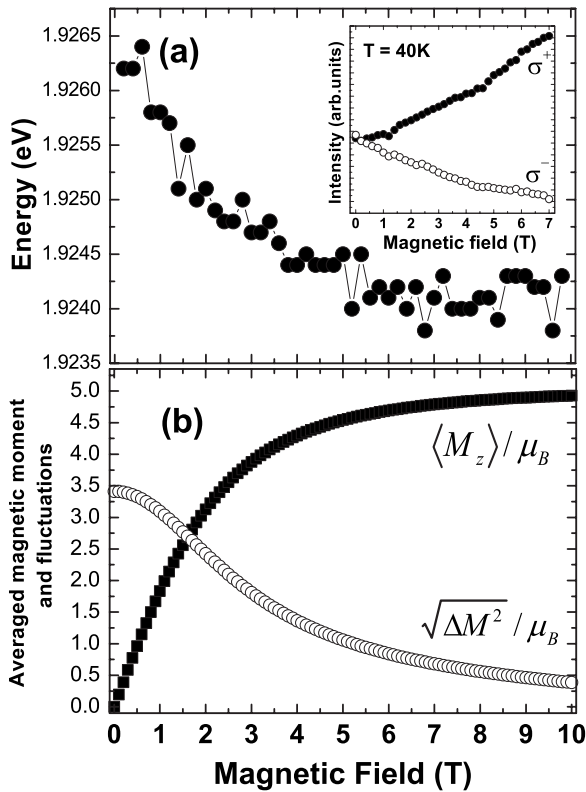 (a)
1.9265
1.9260
1.9255
1.9250
1.9245
1.9240
1.9235
Energy (eV)
T = 40K
σ⁺
σ⁻
Intensity (arb.units)
0 1 2 3 4 5 6 7
Magnetic field (T)
(b)
5.0
4.5
4.0
3.5
3.0
2.5
2.0
1.5
1.0
0.5
0.0
Averaged magnetic moment
and fluctuations
⟨M_z⟩/μ_B
√ΔM²/μ_B
0 1 2 3 4 5 6 7 8 9 10
Magnetic Field (T)